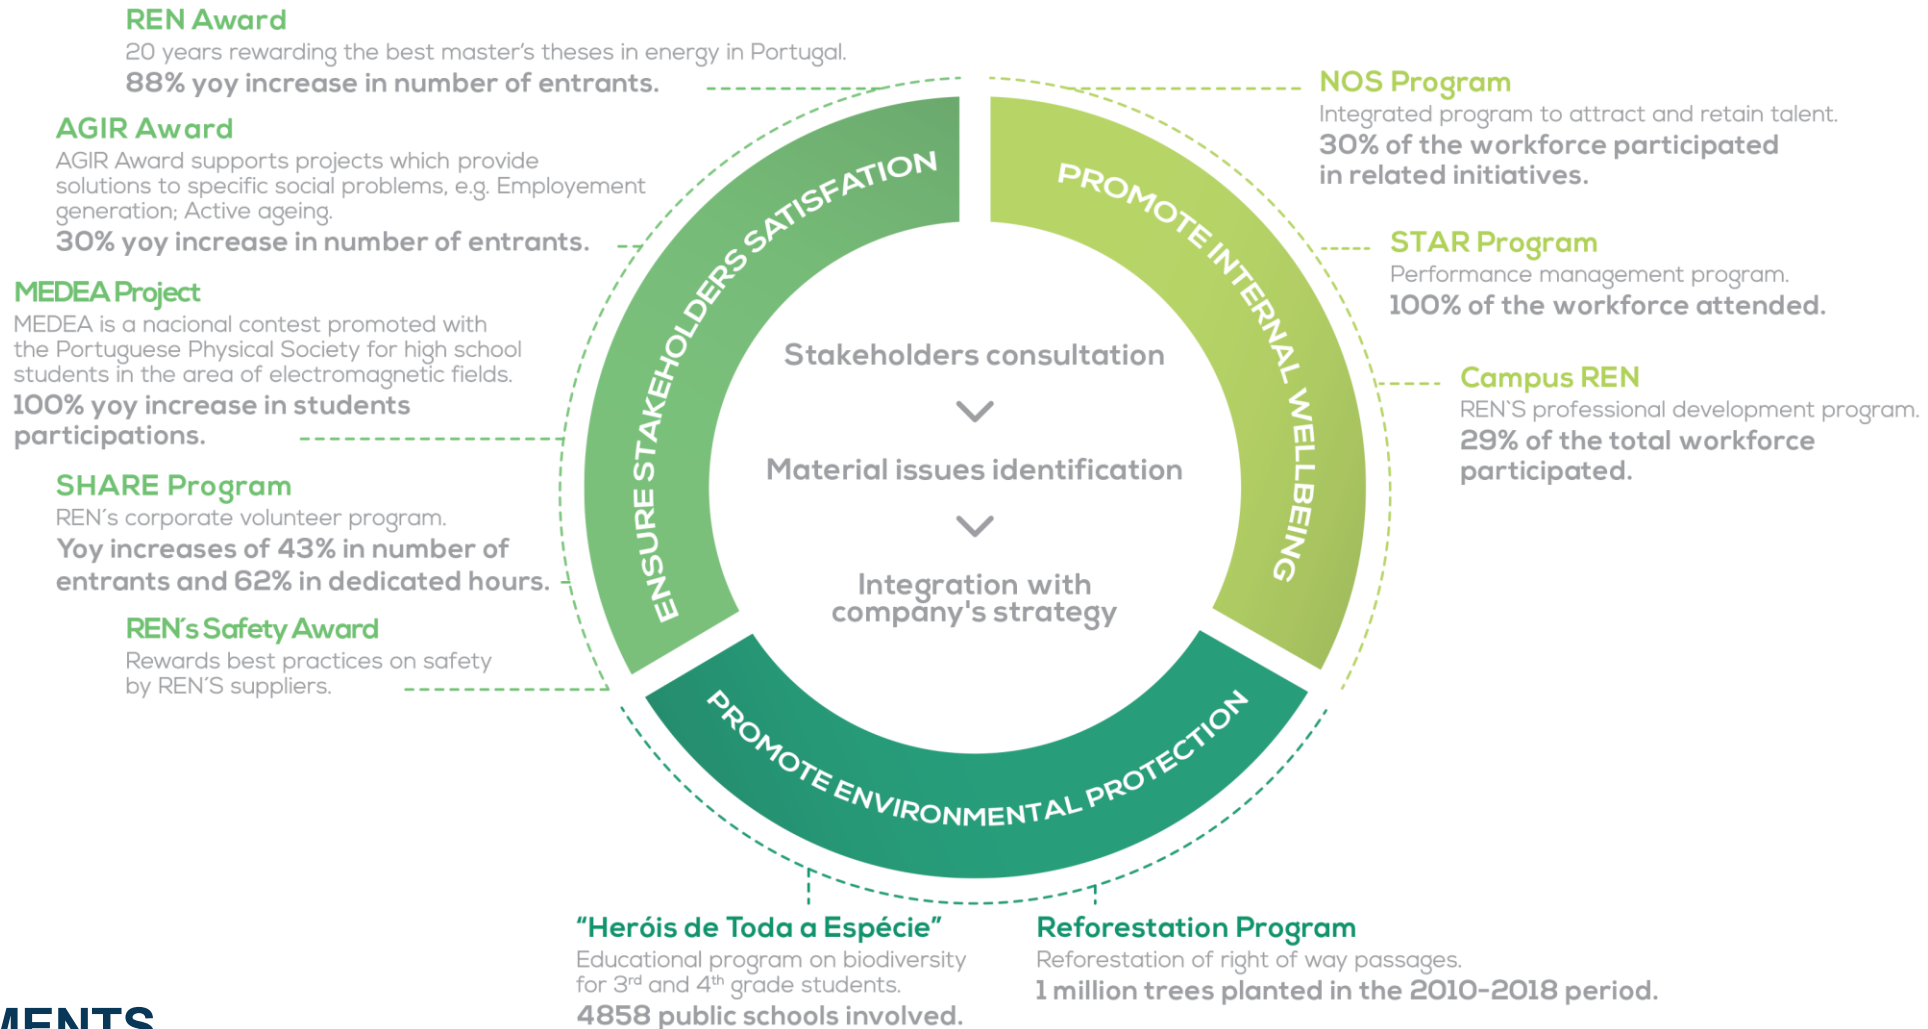 REN Award
20 years rewarding the best master's theses in energy in Portugal.
88% yoy increase in number of entrants.
AGIR Award
AGIR Award supports projects which provide
solutions to specific social problems, e.g. Employement
generation; Active ageing.
30% yoy increase in number of entrants.
MEDEA Project
MEDEA is a nacional contest promoted with
the Portuguese Physical Society for high school
students in the area of electromagnetic fields.
100% yoy increase in students
participations.
SHARE Program
REN´s corporate volunteer program.
Yoy increases of 43% in number of
entrants and 62% in dedicated hours.
REN´s Safety Award
Rewards best practices on safety
by REN´S suppliers.
ENSURE STAKEHOLDERS SATISFATION
PROMOTE INTERNAL WELLBEING
PROMOTE ENVIRONMENTAL PROTECTION
Stakeholders consultation
Material issues identification
Integration with
company's strategy
NOS Program
Integrated program to attract and retain talent.
30% of the workforce participated
in related initiatives.
STAR Program
Performance management program.
100% of the workforce attended.
Campus REN
REN`S professional development program.
29% of the total workforce
participated.
“Heróis de Toda a Espécie”
Educational program on biodiversity
for 3rd and 4th grade students.
4858 public schools involved.
Reforestation Program
Reforestation of right of way passages.
1 million trees planted in the 2010-2018 period.